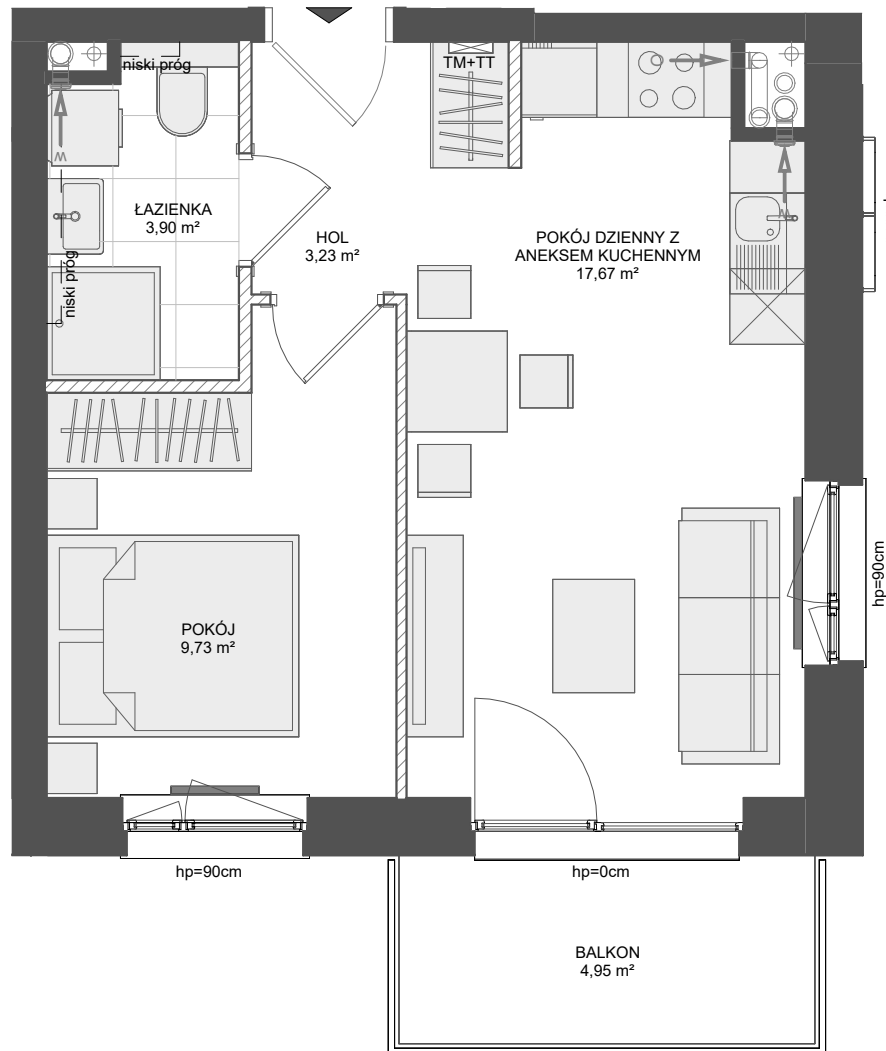 niski próg
TM+TT
ŁAZIENKA
3,90 m²
HOL
3,23 m²
POKÓJ DZIENNY Z
ANEKSEM KUCHENNYM
17,67 m²
niski próg
W
W
POKÓJ
9,73 m²
hp=90cm
hp=90cm
hp=0cm
BALKON
4,95 m²